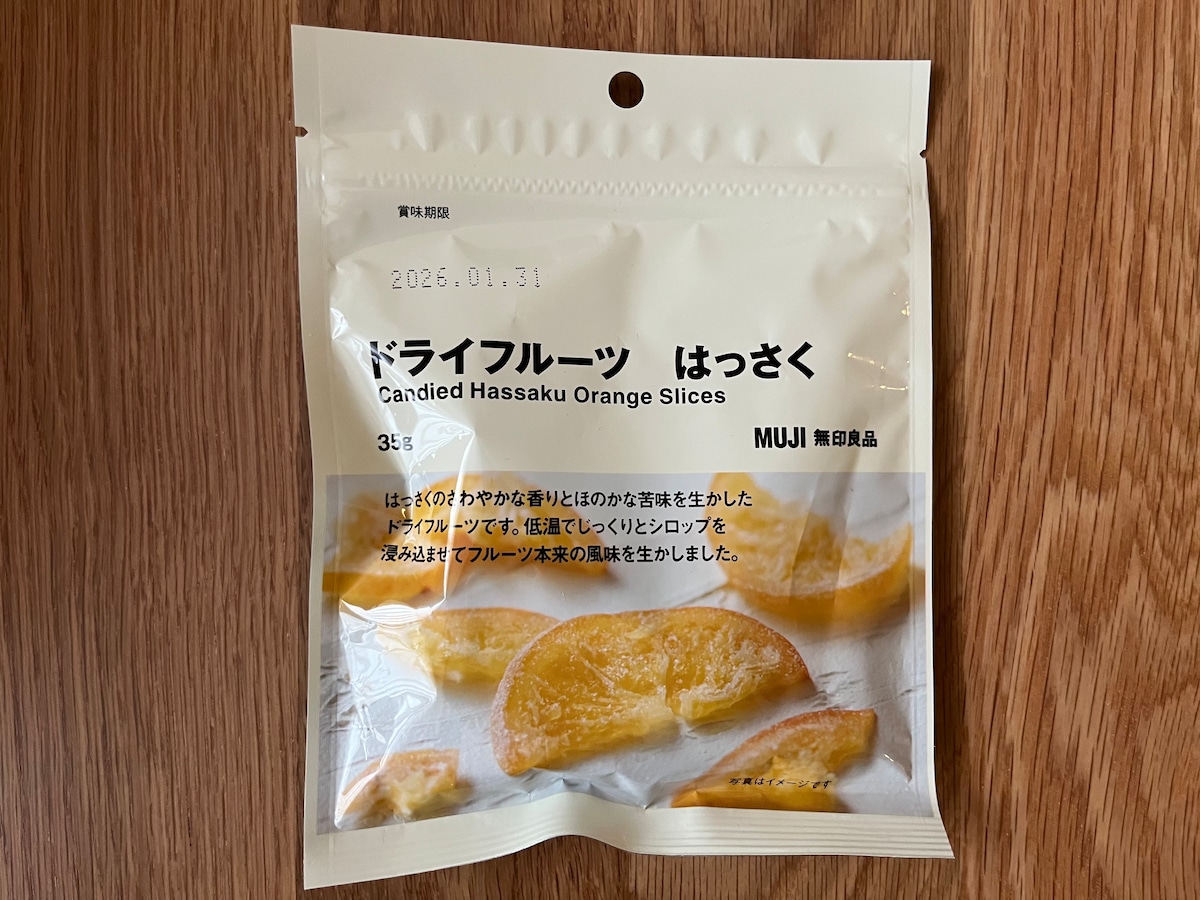 賞味期限
2026.01.31
ドライフルーツ　はっさく
Candied Hassaku Orange Slices
35g
MUJI 無印良品
はっさくのさわやかな香りとほのかな苦味を生かした
ドライフルーツです。低温でじっくりとシロップを
浸み込ませてフルーツ本来の風味を生かしました。
写真はイメージです